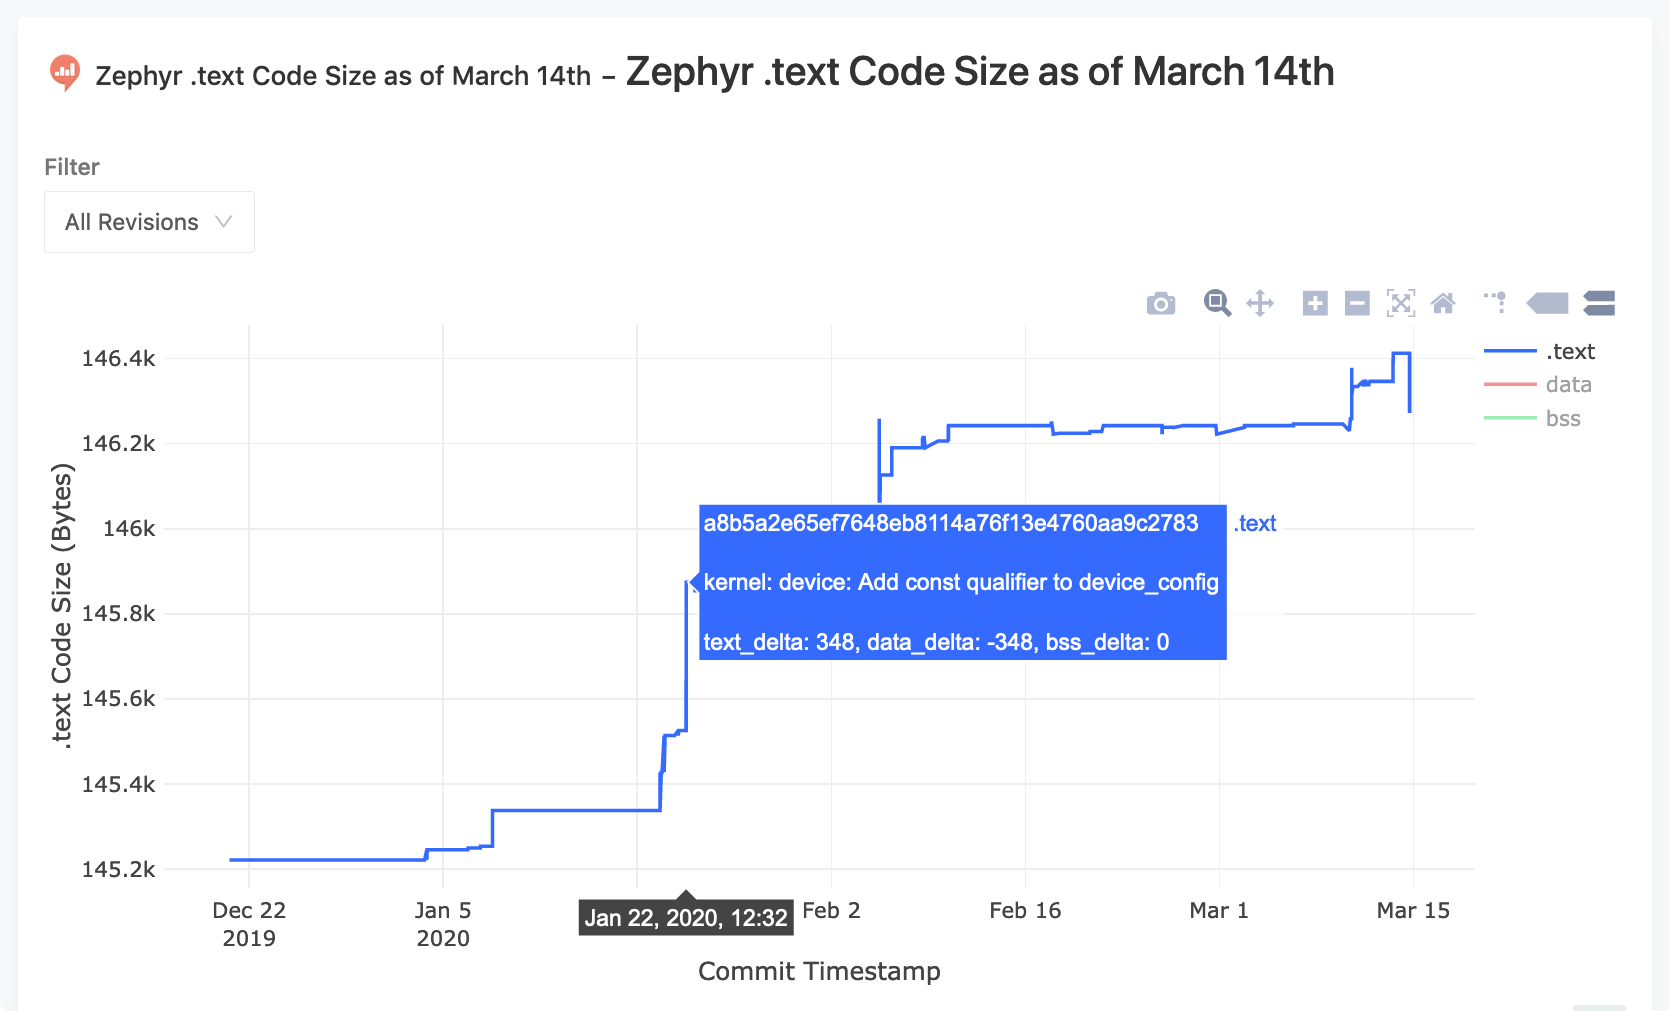 Zephyr .text Code Size as of March 14th – Zephyr .text Code Size as of March 14th
Filter
All Revisions
146.4k
146.2k
146k
145.8k
145.6k
145.4k
145.2k
.text Code Size (Bytes)
.text
data
bss
a8b5a2e65ef7648eb8114a76f13e4760aa9c2783
.text
kernel: device: Add const qualifier to device_config
text_delta: 348, data_delta: -348, bss_delta: 0
Dec 22
2019
Jan 5
2020
Jan 22, 2020, 12:32
Feb 2
Feb 16
Mar 1
Mar 15
Commit Timestamp